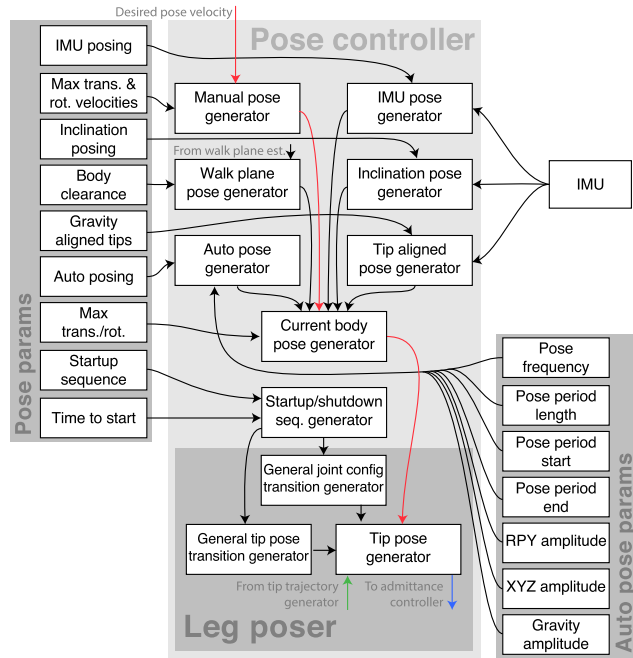 Desired pose velocity
Pose controller
IMU posing
Max trans. &
rot. velocities
Inclination
posing
Body
clearance
Gravity
aligned tips
Auto posing
Max
trans./rot.
Startup
sequence
Time to start
Pose params
Manual pose
generator
IMU pose
generator
From walk plane est.
Walk plane
pose generator
Inclination pose
generator
IMU
Auto pose
generator
Tip aligned
pose generator
Current body
pose generator
Startup/shutdown
seq. generator
General joint config
transition generator
General tip pose
transition generator
Tip pose
generator
From tip trajectory
generator
To admittance
controller
Leg poser
Pose
frequency
Pose period
length
Pose period
start
Pose period
end
RPY amplitude
XYZ amplitude
Gravity
amplitude
Auto pose params